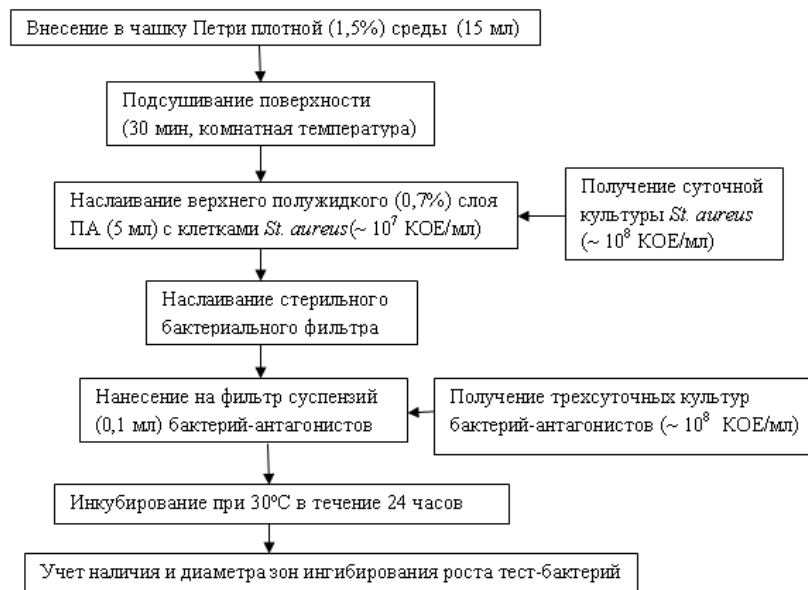 Внесение в чашку Петри плотной (1,5%) среды (15 мл)
Подсушивание поверхности
(30 мин, комнатная температура)
Наслаивание верхнего полужидкого (0,7%) слоя
ПА (5 мл) с клетками St. aureus(~ 10⁷ КОЕ/мл)
Получение суточной
культуры St. aureus
(~ 10⁸ КОЕ/мл)
Наслаивание стерильного
бактериального фильтра
Нанесение на фильтр суспензий
(0,1 мл) бактерий-антагонистов
Получение трехсуточных культур
бактерий-антагонистов (~ 10⁸ КОЕ/мл)
Инкубирование при 30ºС в течение 24 часов
Учет наличия и диаметра зон ингибирования роста тест-бактерий